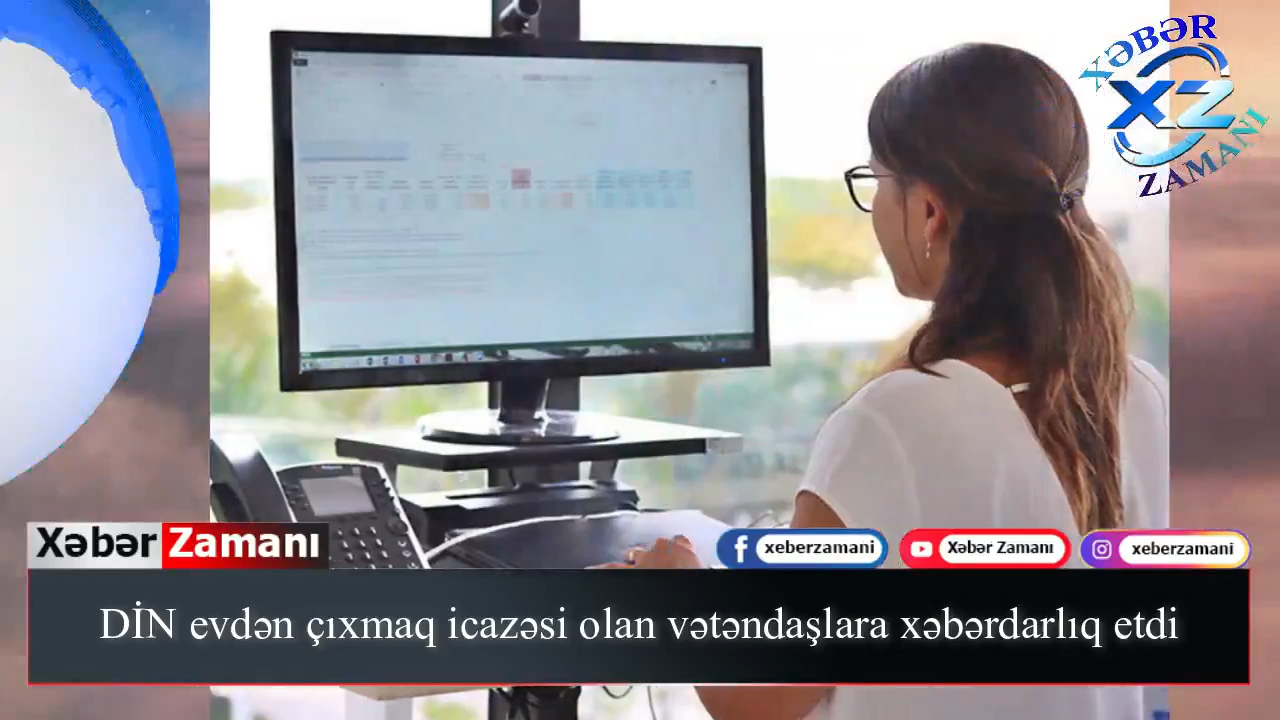 XƏBƏR
XZ
ZAMANI
Xəbər Zamanı
xeberzamani
Xəbər Zamanı
xeberzamani
DİN evdən çıxmaq icazəsi olan vətəndaşlara xəbərdarlıq etdi